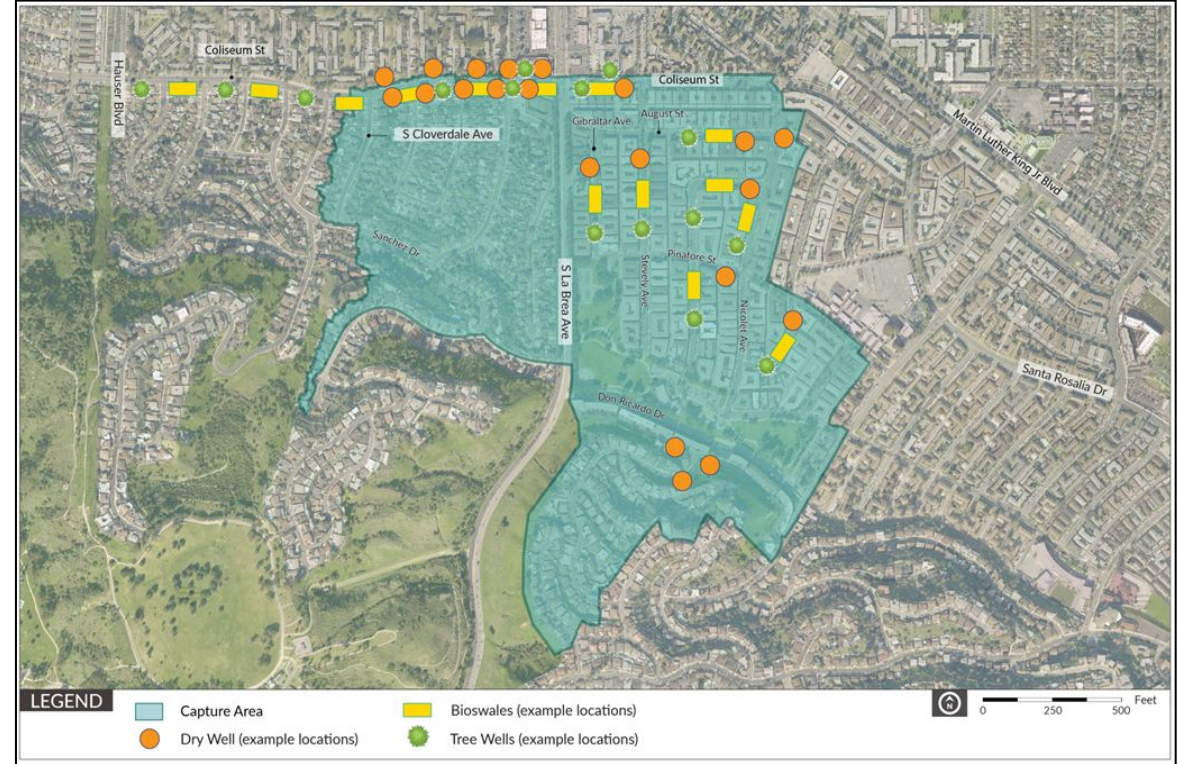 Coliseum St
Hauser Blvd
Coliseum St
S Cloverdale Ave
Gibraltar Ave.
August St
Martin Luther King Jr Blvd
Sanchez Dr
S La Brea Ave
Stevely Ave.
Pinafore St
Nicolet Ave
Santa Rosalia Dr
Don Ricardo Dr
LEGEND
Capture Area
Bioswales (example locations)
Dry Well (example locations)
Tree Wells (example locations)
N
Feet
0 250 500